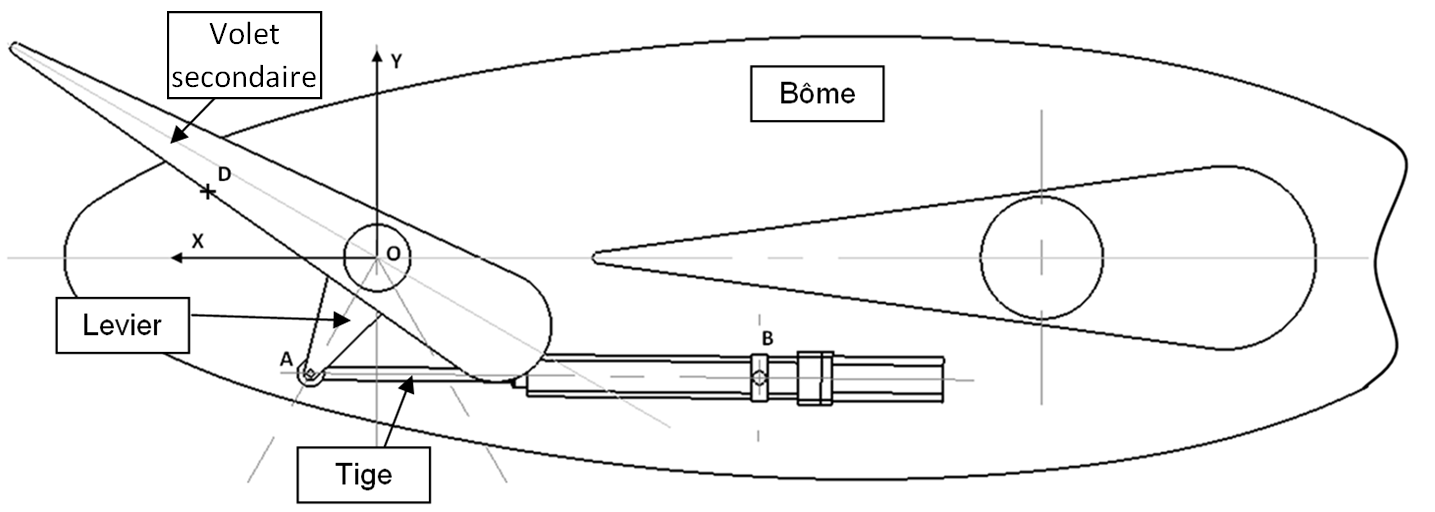 Volet
secondaire
Y
Bôme
D
X
O
Levier
A
B
Tige